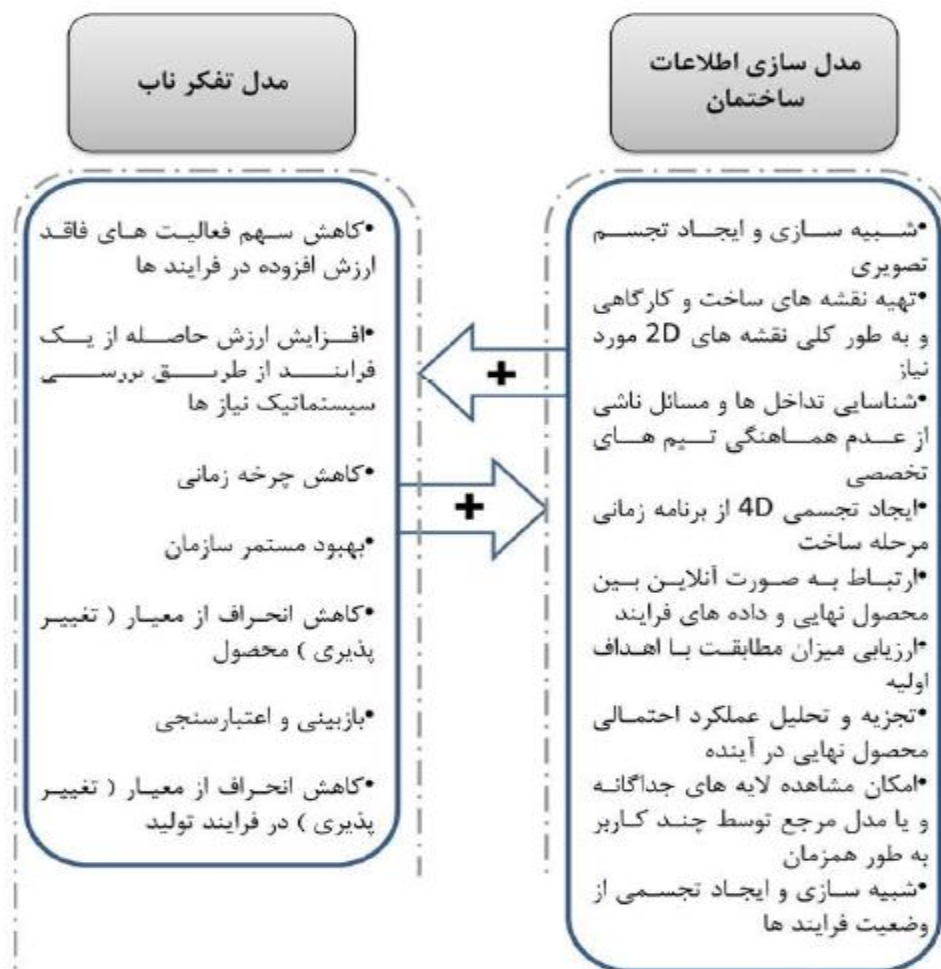 مدل سازی اطلاعات
ساختمان
•شبیه سازی و ایجاد تجسم
تصویری
•تهیه نقشه های ساخت و کارگاهی
و به طور کلی نقشه های 2D مورد
نیاز
•شناسایی تداخل ها و مسائل ناشی
از عدم هماهنگی تیم های
تخصصی
•ایجاد تجسمی 4D از برنامه زمانی
مرحله ساخت
•ارتباط به صورت آنلاین بین
محصول نهایی و داده های فرایند
•ارزیابی میزان مطابقت با اهداف
اولیه
•تجزیه و تحلیل عملکرد احتمالی
محصول نهایی در آینده
•امکان مشاهده لایه های جداگانه
و یا مدل مرجع توسط چند کاربر
به طور همزمان
•شبیه سازی و ایجاد تجسمی از
وضعیت فرایند ها
+
+
مدل تفکر ناب
•کاهش سهم فعالیت های فاقد
ارزش افزوده در فرایند ها
•افزایش ارزش حاصله از یک
فرایند از طریق بررسی
سیستماتیک نیاز ها
•کاهش چرخه زمانی
•بهبود مستمر سازمان
•کاهش انحراف از معیار ( تغییر
پذیری ) محصول
•بازبینی و اعتبارسنجی
•کاهش انحراف از معیار ( تغییر
پذیری ) در فرایند تولید